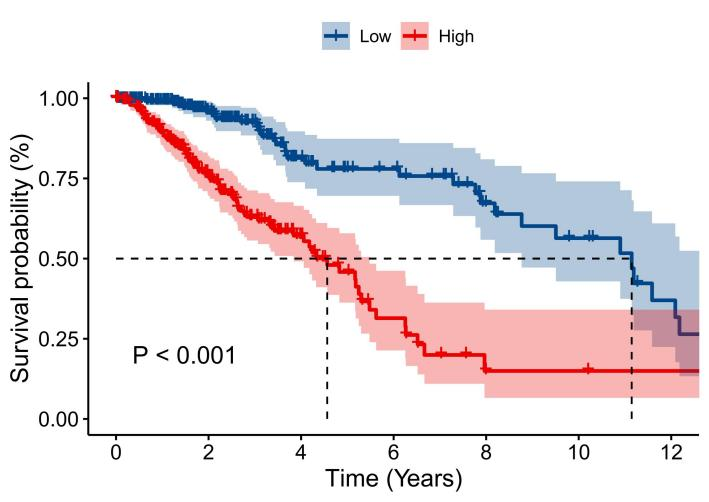 Low High
Survival probability (%)
1.00
0.75
0.50
0.25
0.00
P < 0.001
0 2 4 6 8 10 12
Time (Years)